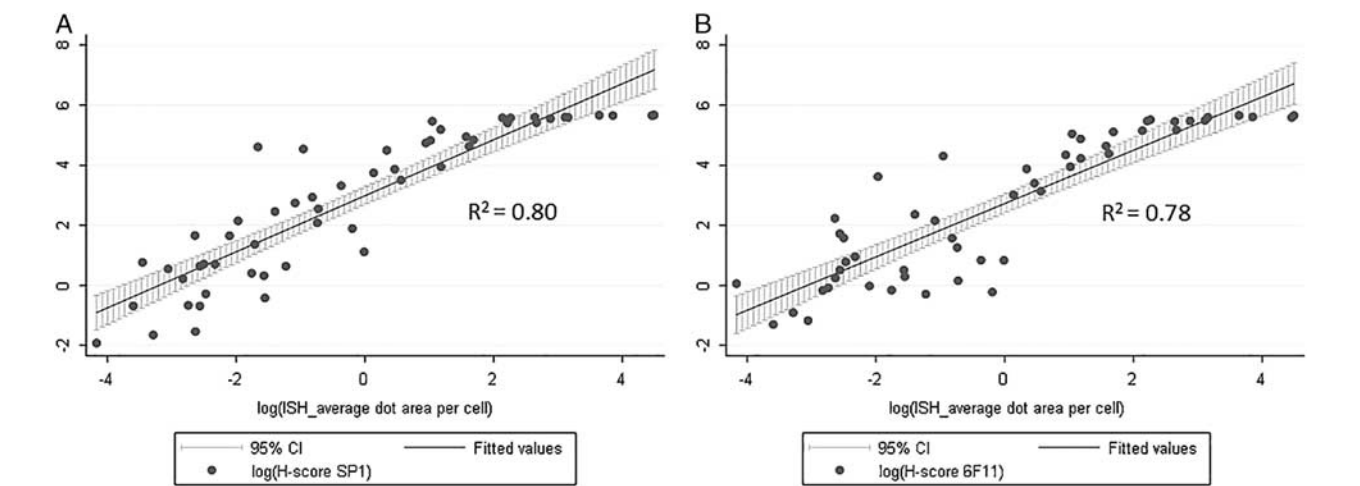 A
8
6
4
2
0
-2
-4 -2 0 2 4
R² = 0.80
log(ISH_average dot area per cell)
95% CI Fitted values
log(H-score SP1)
B
8
6
4
2
0
-2
-4 -2 0 2 4
R² = 0.78
log(ISH_average dot area per cell)
95% CI Fitted values
log(H-score 6F11)